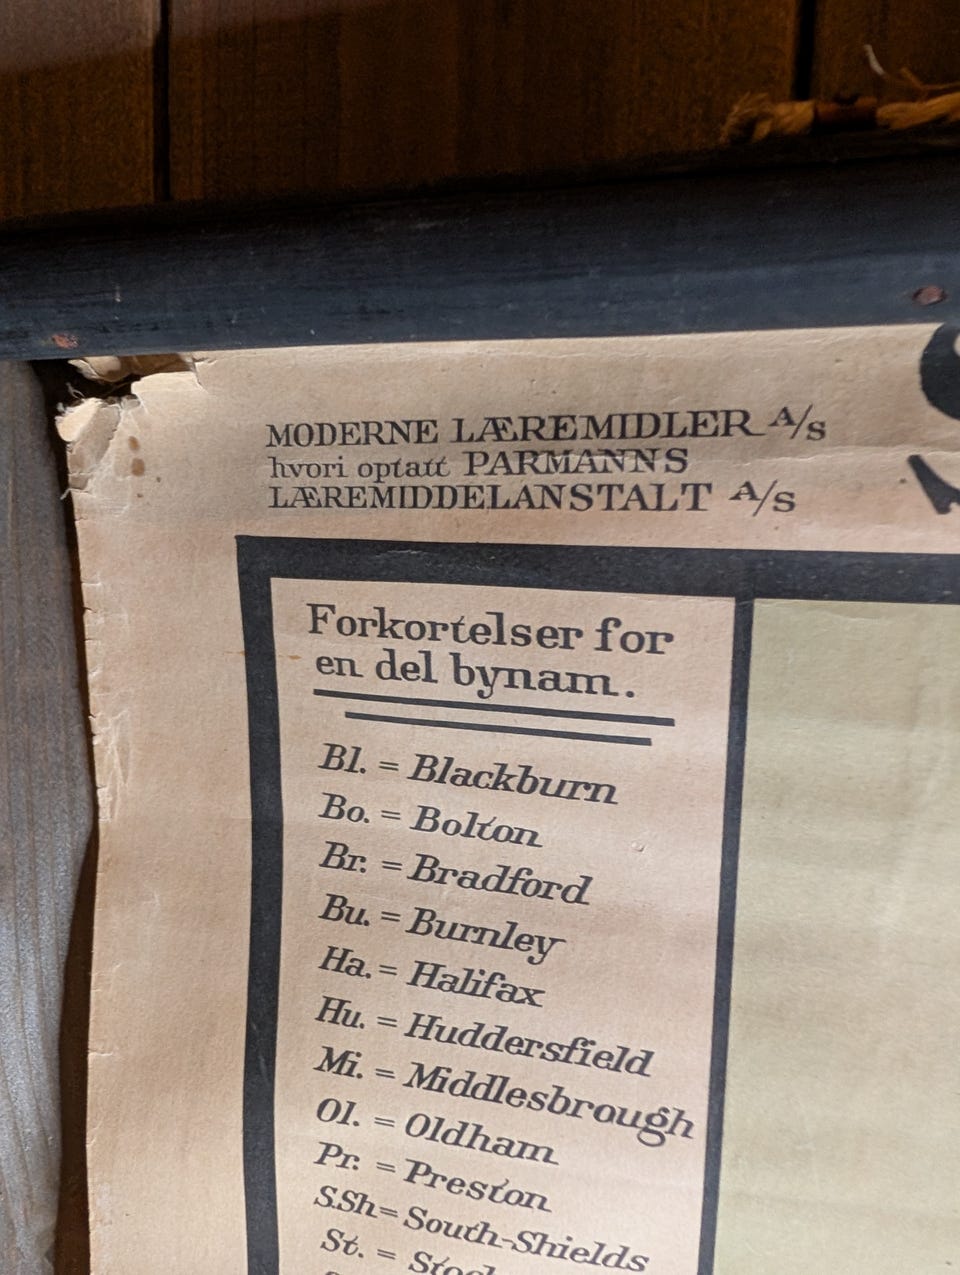 MODERNE LÆREMIDLER A/S
hvori optatt PARMANNS
LÆREMIDDELANSTALT A/S
Forkortelser for
en del bynam.
Bl. = Blackburn
Bo. = Bolton
Br. = Bradford
Bu. = Burnley
Ha. = Halifax
Hu. = Huddersfield
Mi. = Middlesbrough
Ol. = Oldham
Pr. = Preston
S.Sh= South-Shields
St. =